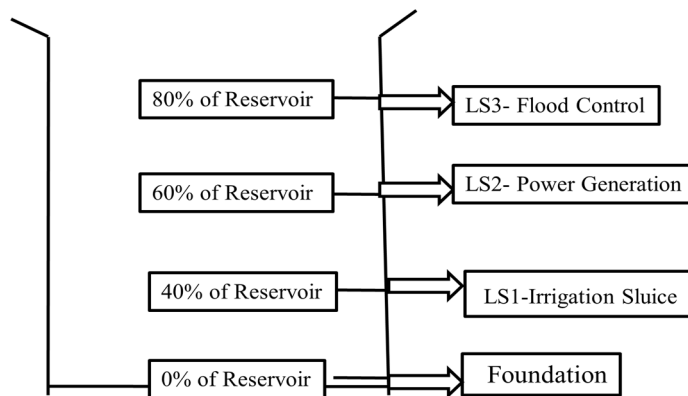 80% of Reservoir
LS3- Flood Control
60% of Reservoir
LS2- Power Generation
40% of Reservoir
LS1-Irrigation Sluice
0% of Reservoir
Foundation